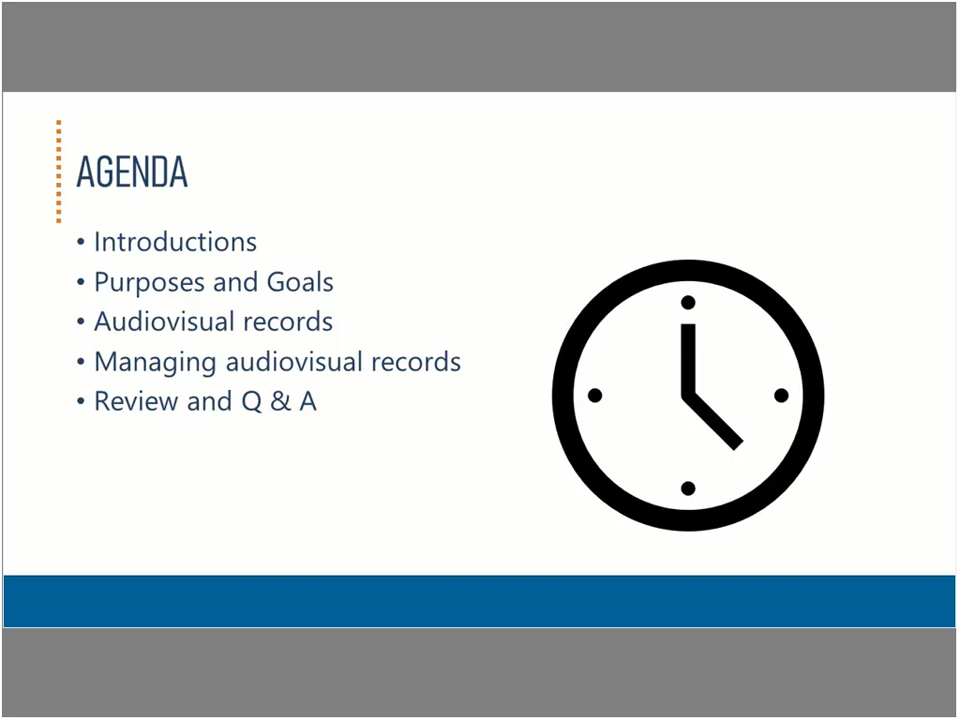 AGENDA
• Introductions
• Purposes and Goals
• Audiovisual records
• Managing audiovisual records
• Review and Q & A